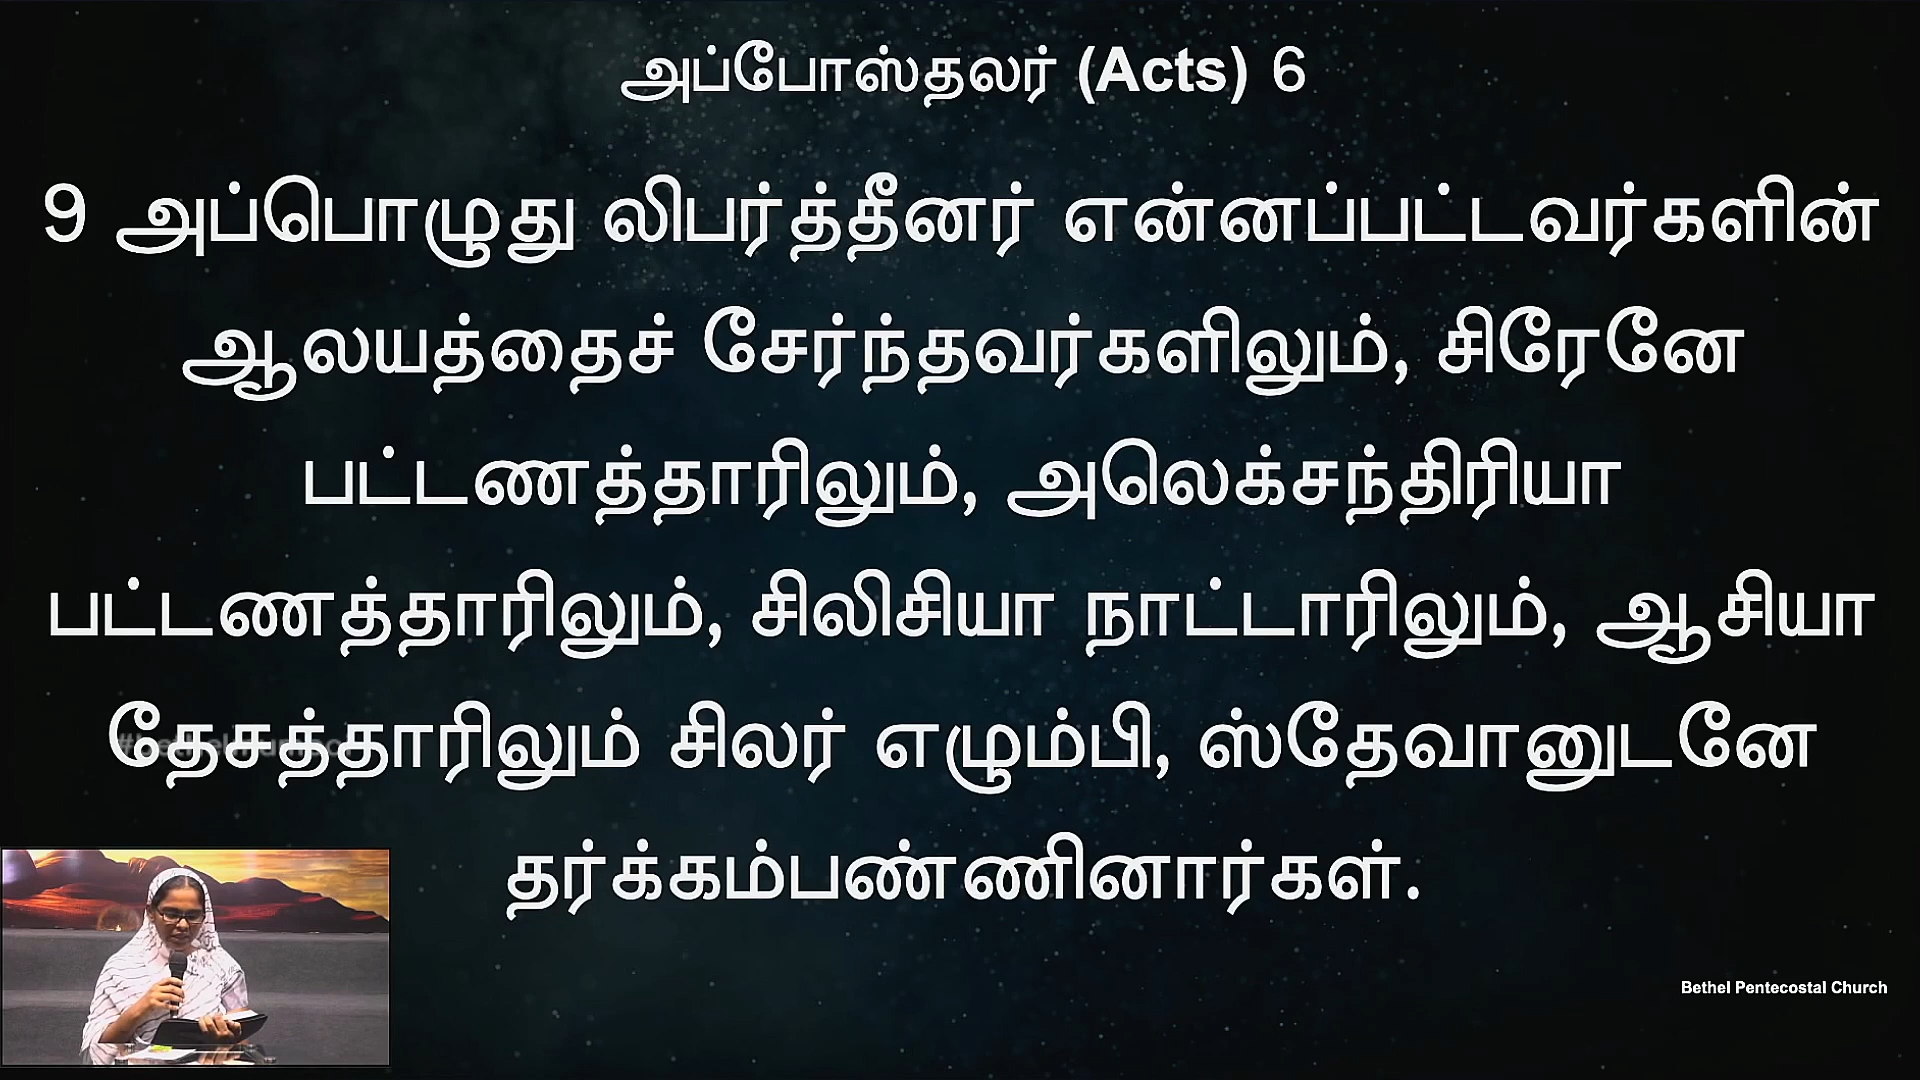 அப்போஸ்தலர் (Acts) 6
9 அப்பொழுது லிபர்த்தீனர் என்னப்பட்டவர்களின்
ஆலயத்தைச் சேர்ந்தவர்களிலும், சிரேனே
பட்டணத்தாரிலும், அலெக்சந்திரியா
பட்டணத்தாரிலும், சிலிசியா நாட்டாரிலும், ஆசியா
தேசத்தாரிலும் சிலர் எழும்பி, ஸ்தேவானுடனே
தர்க்கம்பண்ணினார்கள்.
Bethel Pentecostal Church